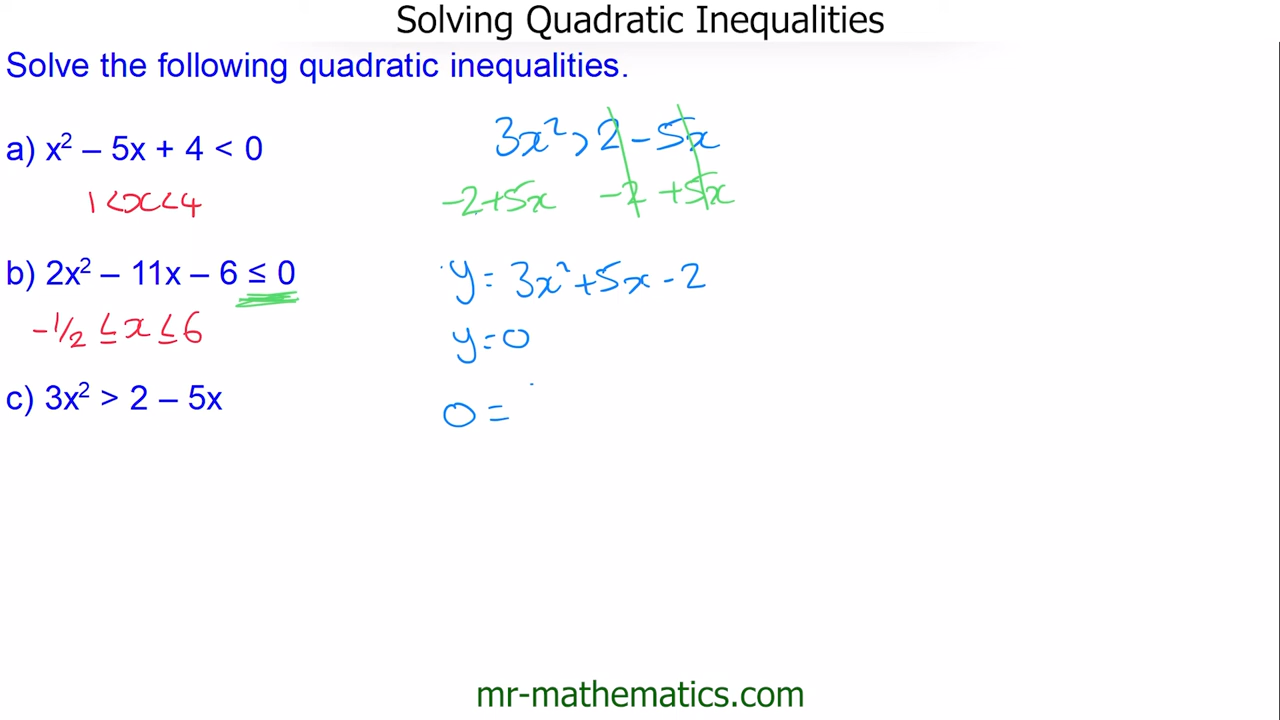 Solving Quadratic Inequalities
Solve the following quadratic inequalities.
a) x² – 5x + 4 < 0
1 < x < 4
b) 2x² – 11x – 6 ≤ 0
-1/2 ≤ x ≤ 6
c) 3x² > 2 – 5x
3x² > 2 - 5x
-2+5x -2 +5x
y = 3x² + 5x - 2
y = 0
0 =
mr-mathematics.com